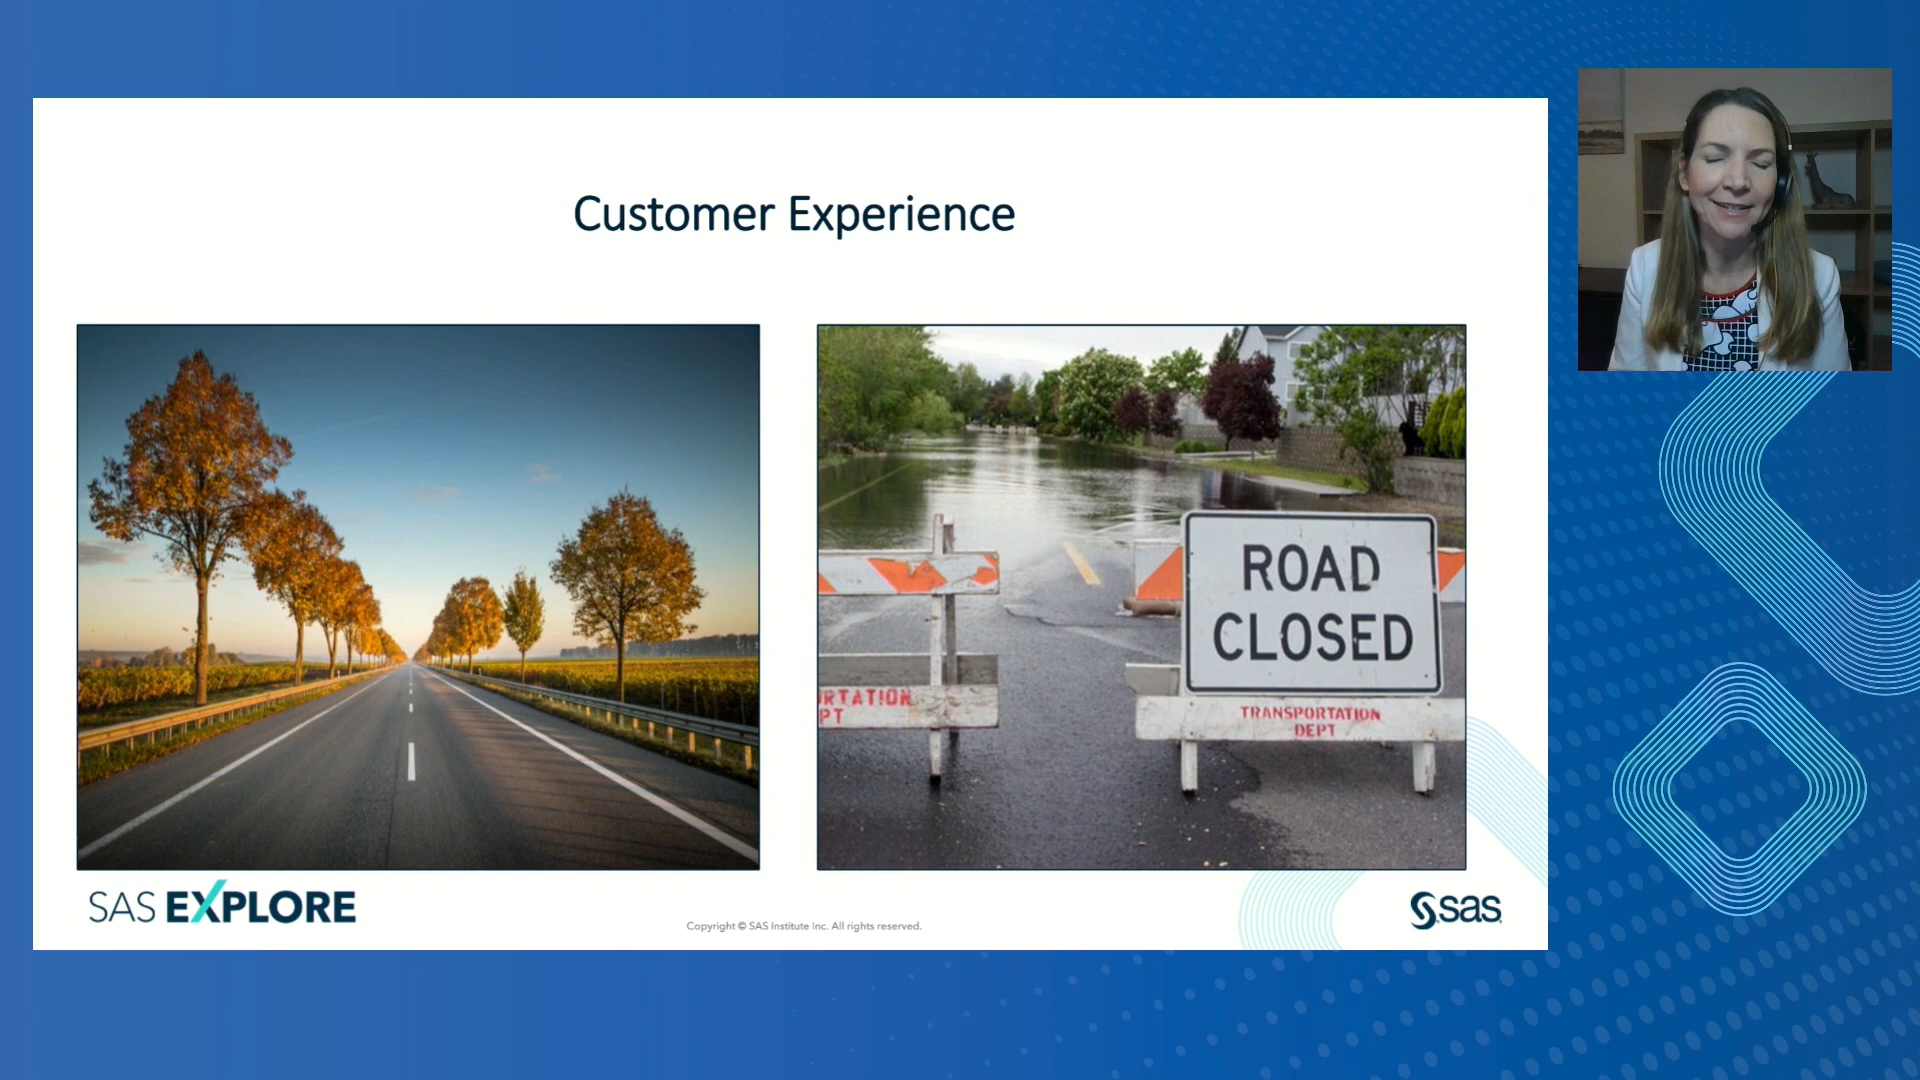 Customer Experience
ROAD
CLOSED
RTATION
PT
TRANSPORTATION
DEPT
SAS EXPLORE
Copyright © SAS Institute Inc. All rights reserved.
sas